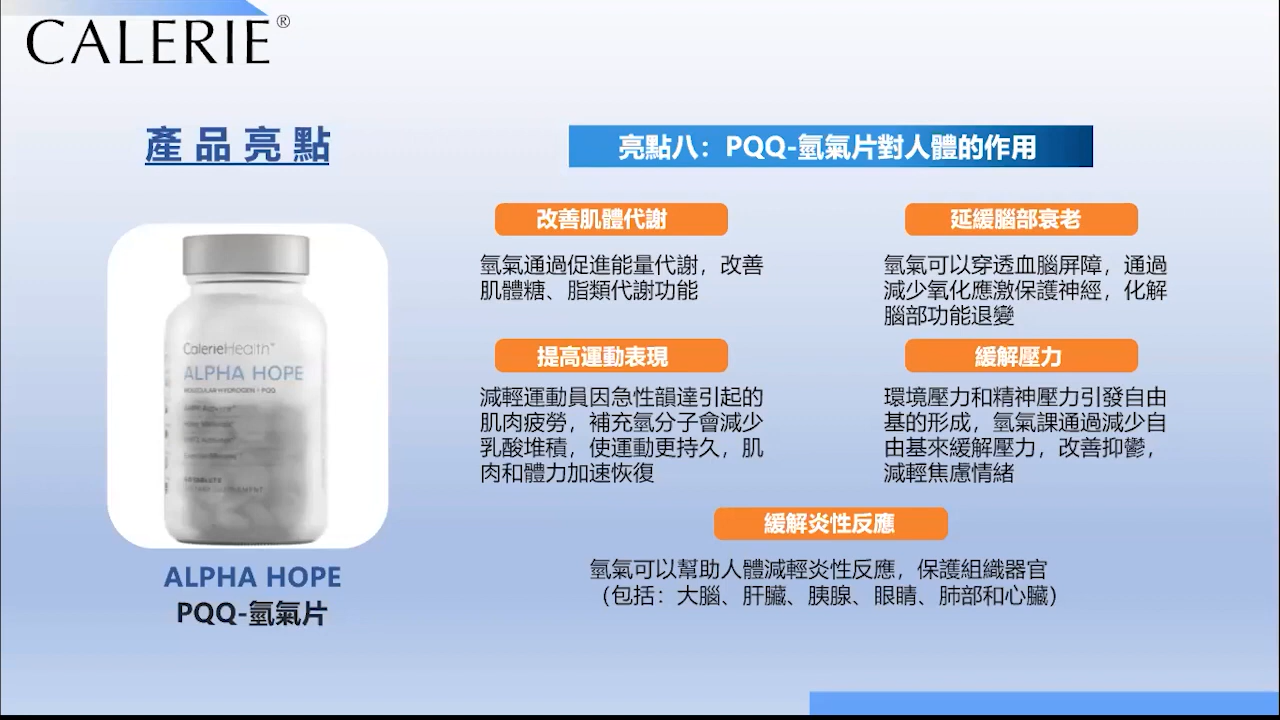 CALERIE®
產品亮點
CalerieHealth™
ALPHA HOPE
MOLECULAR HYDROGEN + PQQ
ALPHA HOPE
PQQ-氫氣片
亮點八：PQQ-氫氣片對人體的作用
改善肌體代謝
氫氣通過促進能量代謝，改善
肌體糖、脂類代謝功能
延緩腦部衰老
氫氣可以穿透血腦屏障，通過
減少氧化應激保護神經，化解
腦部功能退變
提高運動表現
減輕運動員因急性韻達引起的
肌肉疲勞，補充氫分子會減少
乳酸堆積，使運動更持久，肌
肉和體力加速恢復
緩解壓力
環境壓力和精神壓力引發自由
基的形成，氫氣課通過減少自
由基來緩解壓力，改善抑鬱，
減輕焦慮情緒
緩解炎性反應
氫氣可以幫助人體減輕炎性反應，保護組織器官
（包括：大腦、肝臟、胰腺、眼睛、肺部和心臟）